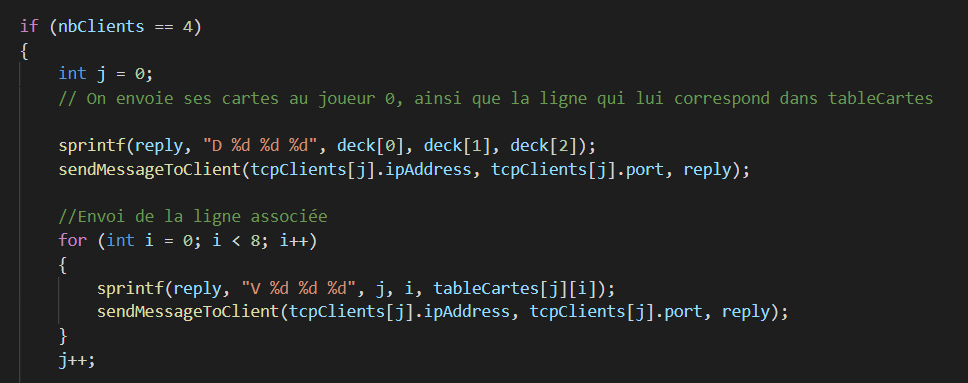 if (nbClients == 4)
{
    int j = 0;
    // On envoie ses cartes au joueur 0, ainsi que la ligne qui lui correspond dans tableCartes
    sprintf(reply, "D %d %d %d", deck[0], deck[1], deck[2]);
    sendMessageToClient(tcpClients[j].ipAddress, tcpClients[j].port, reply);
    //Envoi de la ligne associée
    for (int i = 0; i < 8; i++)
    {
        sprintf(reply, "V %d %d %d", j, i, tableCartes[j][i]);
        sendMessageToClient(tcpClients[j].ipAddress, tcpClients[j].port, reply);
    }
    j++;